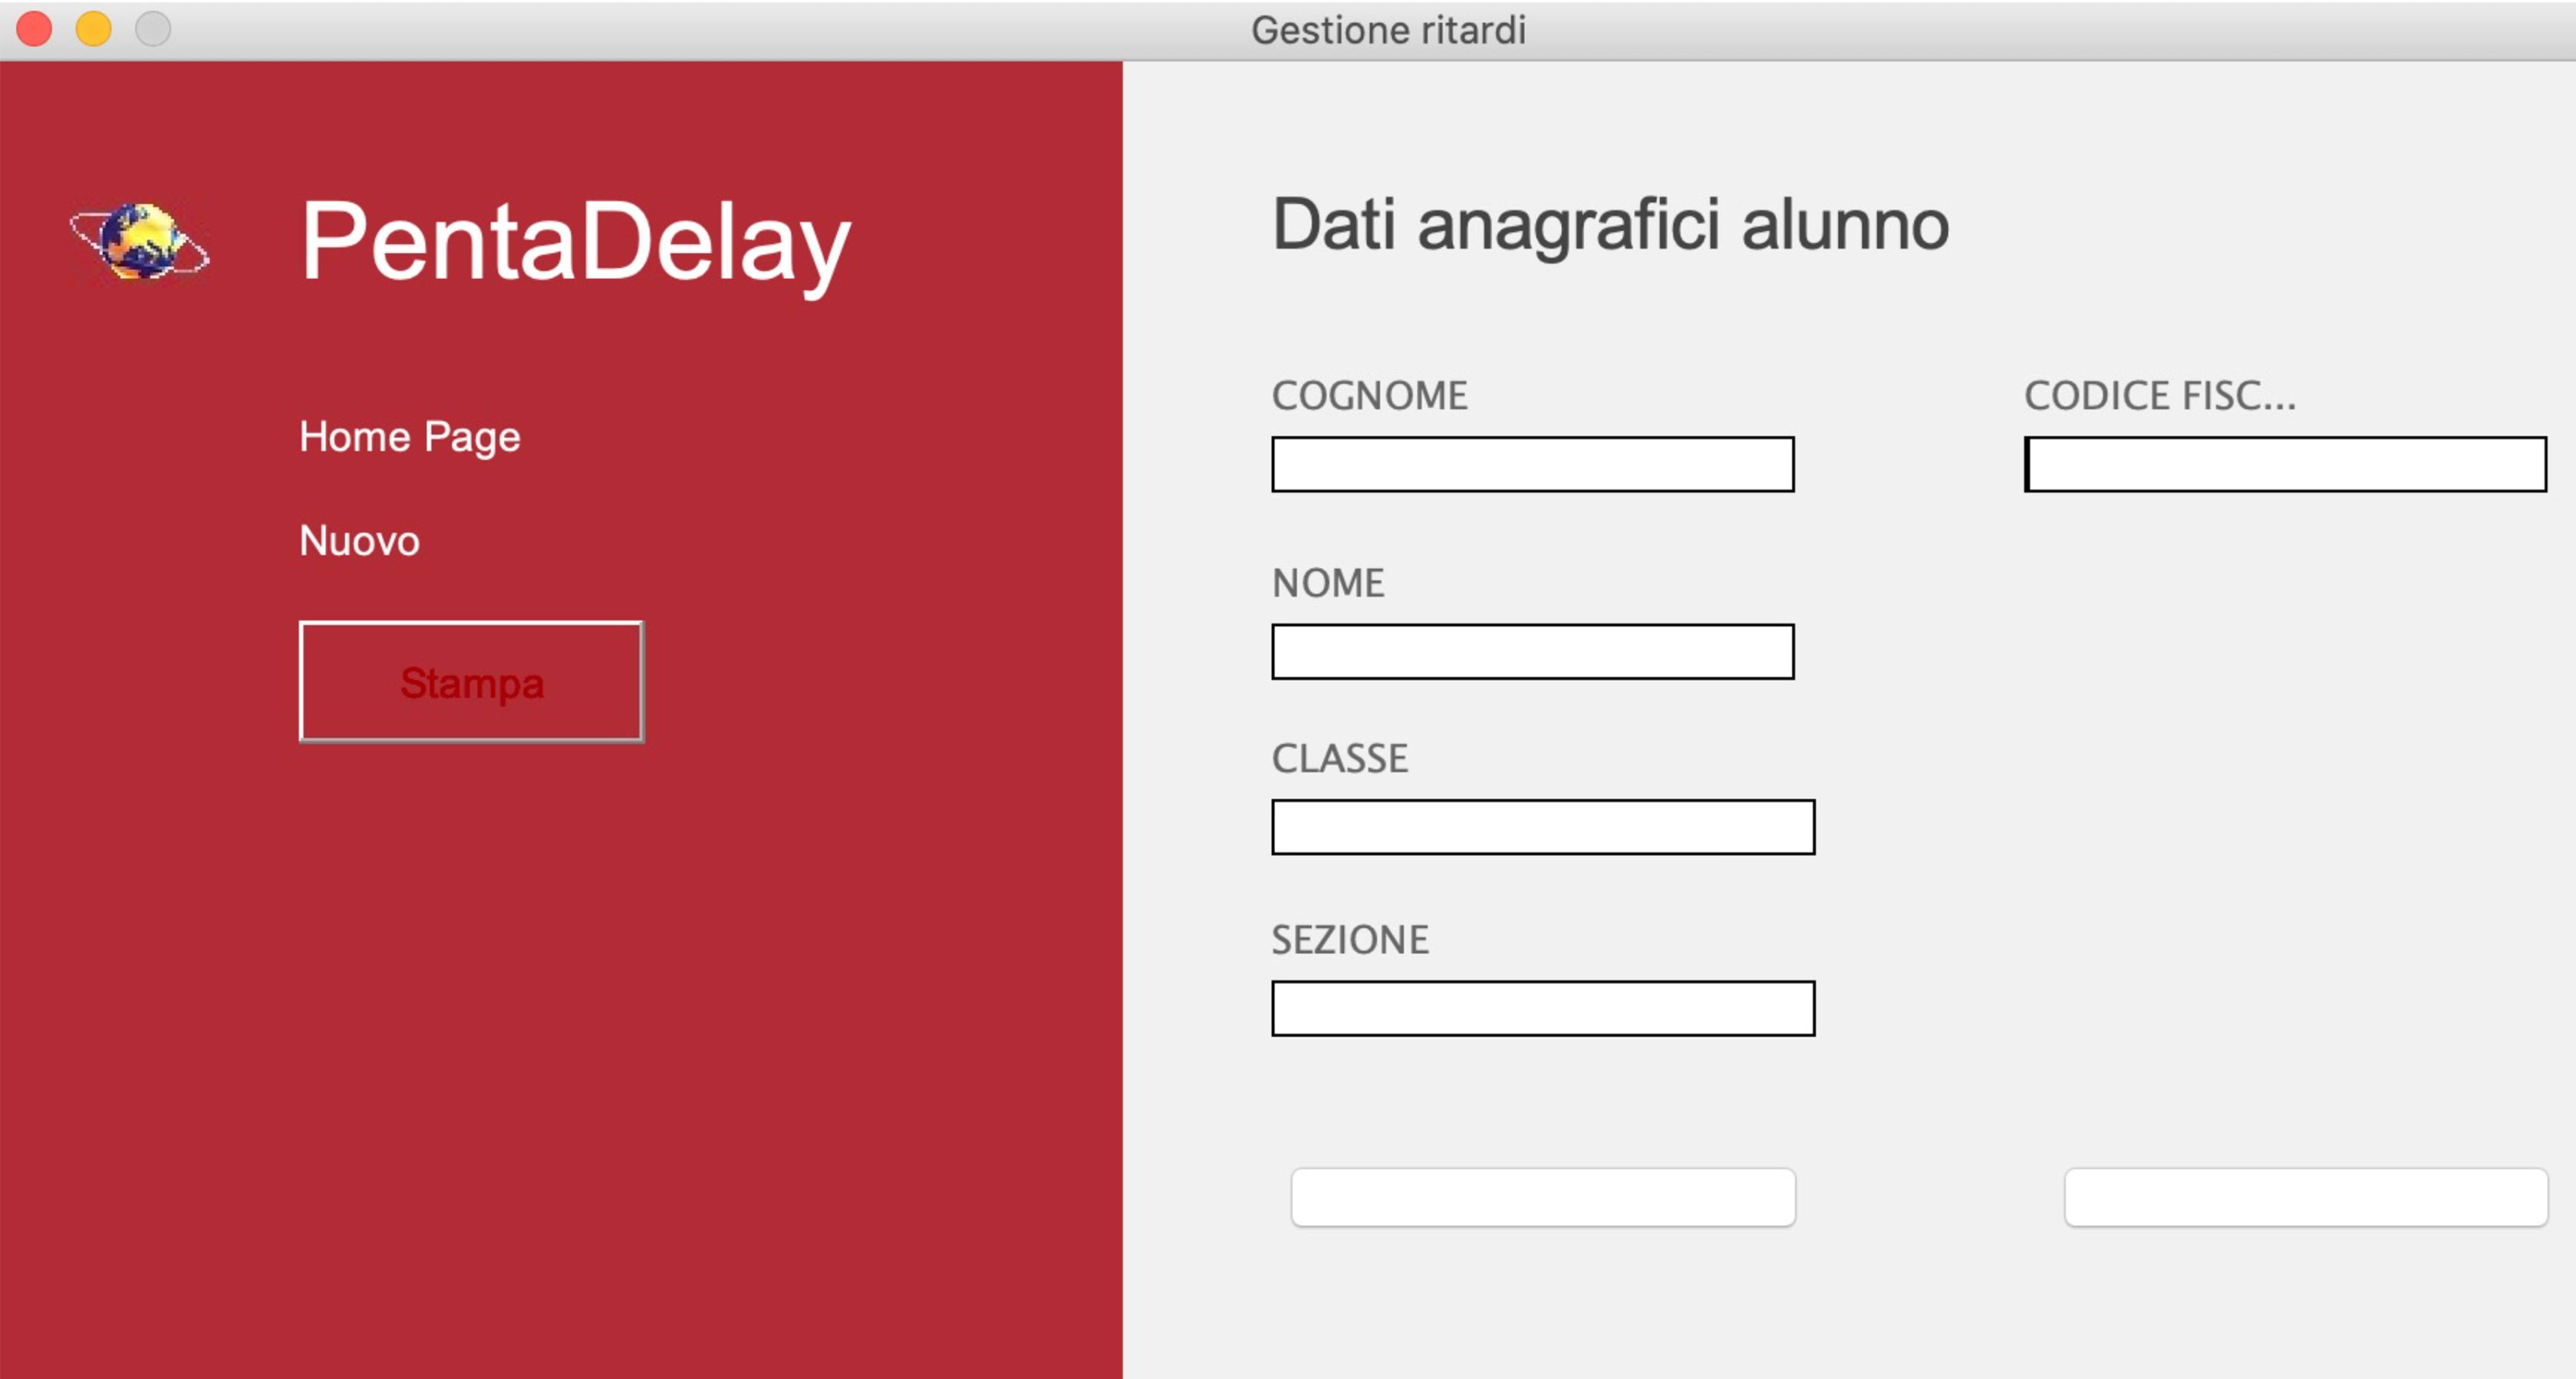 Gestione ritardi
PentaDelay
Home Page
Nuovo
Stampa
Dati anagrafici alunno
COGNOME
CODICE FISC...
NOME
CLASSE
SEZIONE